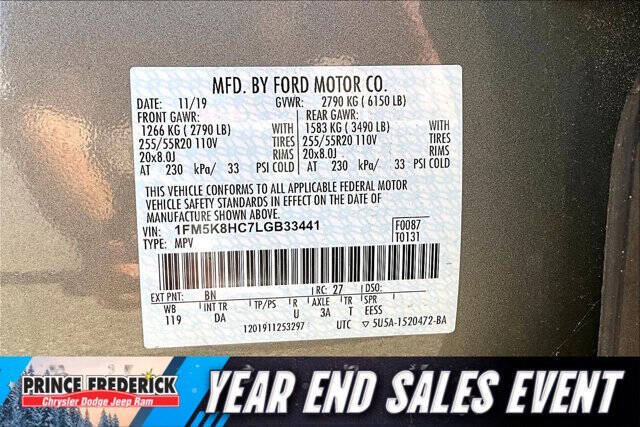 MFD. BY FORD MOTOR CO.
DATE: 11/19 GVWR: 2790 KG ( 6150 LB)
FRONT GAWR: REAR GAWR:
1266 KG ( 2790 LB) WITH 1583 KG ( 3490 LB) WITH
255/55R20 110V TIRES 255/55R20 110V TIRES
20x8.0J RIMS 20x8.0J RIMS
AT 230 kPa/ 33 PSI COLD AT 230 kPa/ 33 PSI COLD
THIS VEHICLE CONFORMS TO ALL APPLICABLE FEDERAL MOTOR
VEHICLE SAFETY STANDARDS IN EFFECT ON THE DATE OF
MANUFACTURE SHOWN ABOVE.
VIN: 1FM5K8HC7LGB33441 F0087
TYPE: MPV T0131
EXT PNT: BN RC: 27 DSO:
WB INT TR TP/PS R AXLE TR SPR
119 DA U 3A T EESS
1201911253297 UTC ▽5U5A-1520472-BA
PRINCE FREDERICK
Chrysler Dodge Jeep Ram
YEAR END SALES EVENT